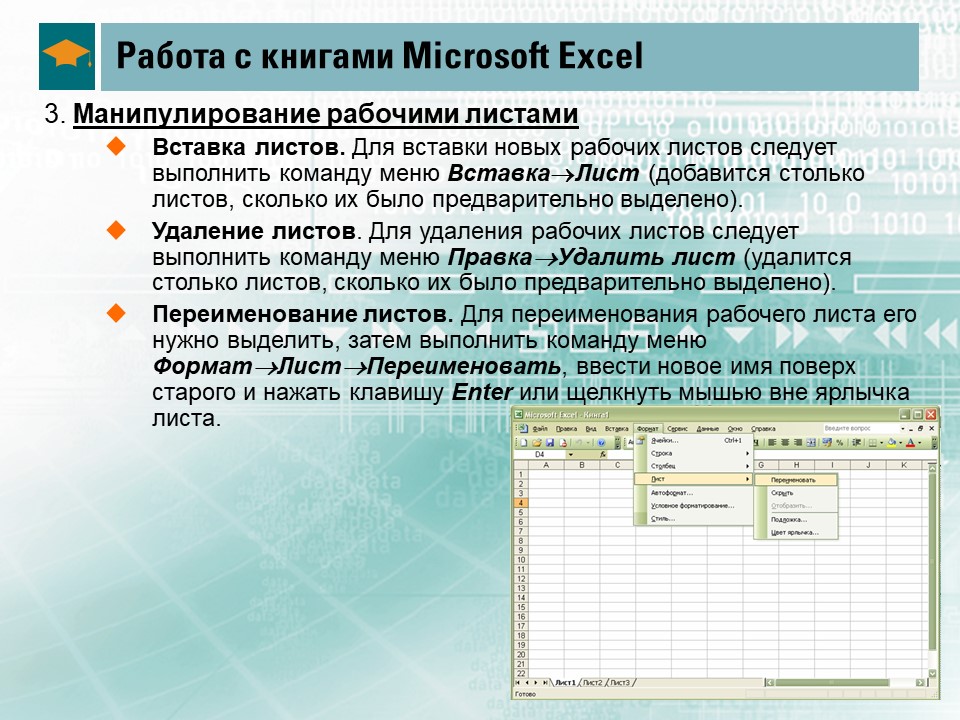 Работа с книгами Microsoft Excel
3. Манипулирование рабочими листами
Вставка листов. Для вставки новых рабочих листов следует
выполнить команду меню Вставка→Лист (добавится столько
листов, сколько их было предварительно выделено).
Удаление листов. Для удаления рабочих листов следует
выполнить команду меню Правка→Удалить лист (удалится
столько листов, сколько их было предварительно выделено).
Переименование листов. Для переименования рабочего листа его
нужно выделить, затем выполнить команду меню
Формат→Лист→Переименовать, ввести новое имя поверх
старого и нажать клавишу Enter или щелкнуть мышью вне ярлычка
листа.
Microsoft Excel - Книга1
Файл Правка Вид Вставка Формат Сервис Данные Окно Справка Введите вопрос
Ячейки... Ctrl+1
D4 fx
Строка
A B C G H I J K
Столбец
Лист
Переименовать
Автоформат...
Скрыть
Условное форматирование...
Отобразить...
Стиль...
Подложка...
Цвет ярлычка...
1
2
3
4
5
6
7
8
9
10
11
12
13
14
15
16
17
18
19
20
21
22
Лист1 Лист2 Лист3
Готово